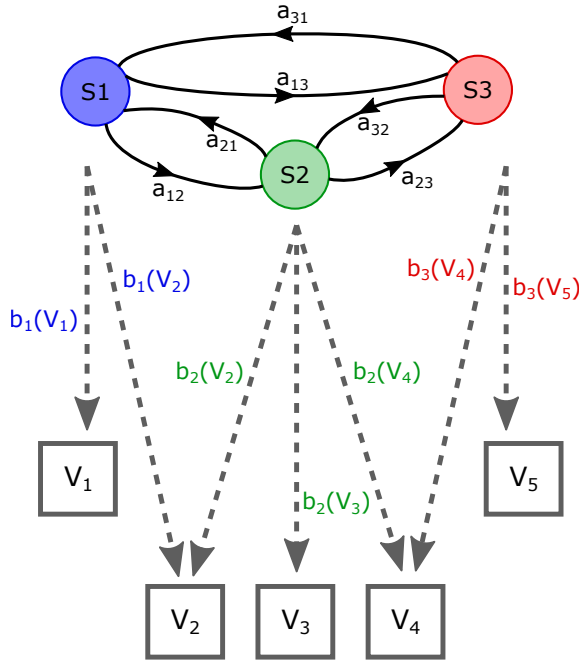 a₃₁
S1
a₁₃
S3
a₂₁
a₃₂
a₁₂
S2
a₂₃
b₁(V₁)
b₁(V₂)
b₂(V₂)
b₂(V₃)
b₂(V₄)
b₃(V₄)
b₃(V₅)
V₁
V₅
V₂
V₃
V₄